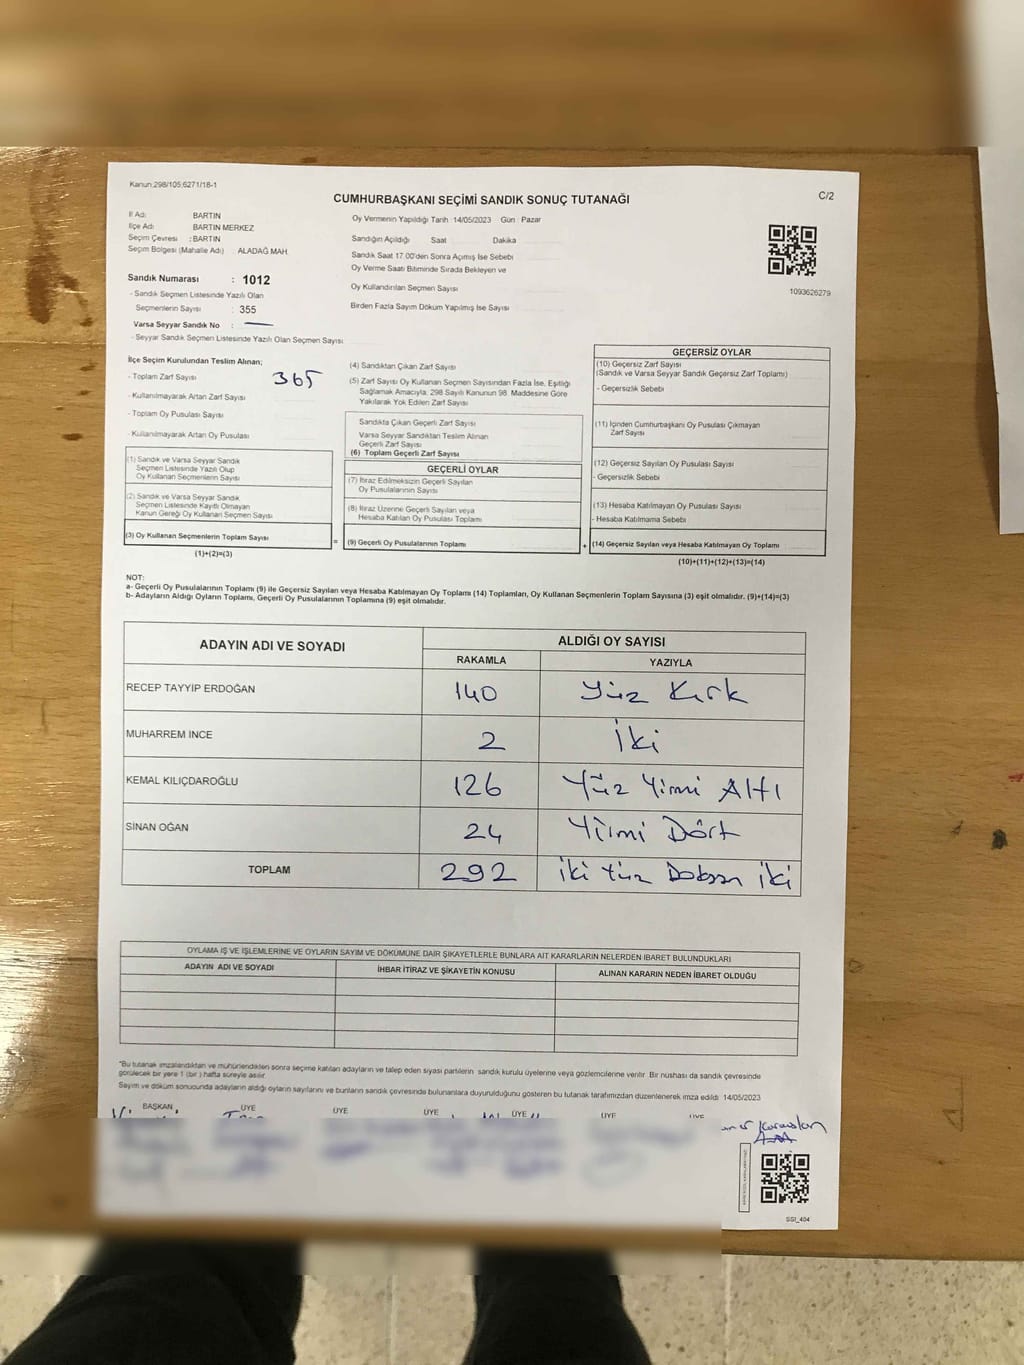 Kanun:298/105;6271/18-1
CUMHURBAŞKANI SEÇİMİ SANDIK SONUÇ TUTANAĞI
C/2
İl Adı: BARTIN
İlçe Adı: BARTIN MERKEZ
Seçim Çevresi : BARTIN
Seçim Bölgesi (Mahalle Adı) : ALADAĞ MAH.
Oy Vermenin Yapıldığı Tarih :14/05/2023 Gün : Pazar
Sandığın Açıldığı Saat Dakika
Sandık Saat 17.00'den Sonra Açımış İse Sebebi
Oy Verme Saati Bitiminde Sırada Bekleyen ve
Oy Kullandırılan Seçmen Sayısı
Birden Fazla Sayım Döküm Yapılmış İse Sayısı
1093626279
Sandık Numarası : 1012
- Sandık Seçmen Listesinde Yazılı Olan
Seçmenlerin Sayısı : 355
Varsa Seyyar Sandık No :
- Seyyar Sandık Seçmen Listesinde Yazılı Olan Seçmen Sayısı
İlçe Seçim Kurulundan Teslim Alınan;
- Toplam Zarf Sayısı 365
- Kullanılmayarak Artan Zarf Sayısı
- Toplam Oy Pusulası Sayısı
- Kullanılmayarak Artan Oy Pusulası
(1) Sandık ve Varsa Seyyar Sandık
Seçmen Listesinde Yazılı Olup
Oy Kullanan Seçmenlerin Sayısı
(2) Sandık ve Varsa Seyyar Sandık
Seçmen Listesinde Kayıtlı Olmayan
Kanun Gereği Oy Kullanan Seçmen Sayısı
(3) Oy Kullanan Seçmenlerin Toplam Sayısı
(1)+(2)=(3)
=
(4) Sandıktan Çıkan Zarf Sayısı
(5) Zarf Sayısı Oy Kullanan Seçmen Sayısından Fazla İse, Eşitliği
Sağlamak Amacıyla, 298 Sayılı Kanunun 98. Maddesine Göre
Yakılarak Yok Edilen Zarf Sayısı
Sandıkta Çıkan Geçerli Zarf Sayısı
Varsa Seyyar Sandıktan Teslim Alınan
Geçerli Zarf Sayısı
(6) Toplam Geçerli Zarf Sayısı
GEÇERLİ OYLAR
(7) İtiraz Edilmeksizin Geçerli Sayılan
Oy Pusulalarının Sayısı
(8) İtiraz Üzerine Geçerli Sayılan veya
Hesaba Katılan Oy Pusulası Toplamı
(9) Geçerli Oy Pusulalarının Toplamı
+
GEÇERSİZ OYLAR
(10) Geçersiz Zarf Sayısı
(Sandık ve Varsa Seyyar Sandık Geçersiz Zarf Toplamı)
- Geçersizlik Sebebi
(11) İçinden Cumhurbaşkanı Oy Pusulası Çıkmayan
Zarf Sayısı
(12) Geçersiz Sayılan Oy Pusulası Sayısı
- Geçersizlik Sebebi
(13) Hesaba Katılmayan Oy Pusulası Sayısı
- Hesaba Katılmama Sebebi
(14) Geçersiz Sayılan veya Hesaba Katılmayan Oy Toplamı
(10)+(11)+(12)+(13)=(14)
NOT:
a- Geçerli Oy Pusulalarının Toplamı (9) ile Geçersiz Sayılan veya Hesaba Katılmayan Oy Toplamı (14) Toplamları, Oy Kullanan Seçmenlerin Toplam Sayısına (3) eşit olmalıdır. (9)+(14)=(3)
b- Adayların Aldığı Oyların Toplamı, Geçerli Oy Pusulalarının Toplamına (9) eşit olmalıdır.
ADAYIN ADI VE SOYADI
ALDIĞI OY SAYISI
RAKAMLA YAZIYLA
RECEP TAYYİP ERDOĞAN 140 Yüz Kırk
MUHARREM İNCE 2 İki
KEMAL KILIÇDAROĞLU 126 Yüz Yirmi Altı
SİNAN OĞAN 24 Yirmi Dört
TOPLAM 292 İki Yüz Doksan İki
OYLAMA İŞ VE İŞLEMLERİNE VE OYLARIN SAYIM VE DÖKÜMÜNE DAİR ŞİKAYETLERLE BUNLARA AİT KARARLARIN NELERDEN İBARET BULUNDUKLARI
ADAYIN ADI VE SOYADI İHBAR İTİRAZ VE ŞİKAYETİN KONUSU ALINAN KARARIN NEDEN İBARET OLDUĞU
*Bu tutanak imzalandıktan ve mühürlendikten sonra seçime katılan adayların ve talep eden siyasi partilerin sandık kurulu üyelerine veya gözlemcilerine verilir. Bir nüshası da sandık çevresinde
görülecek bir yere 1 (bir) hafta süreyle asılır.
Sayım ve döküm sonucunda adayların aldığı oyların sayılarını ve bunların sandık çevresinde bulunanlara duyurulduğunu gösteren bu tutanak tarafımızdan düzenlenerek imza edildi. 14/05/2023
BAŞKAN ÜYE ÜYE ÜYE ÜYE ÜYE ÜYE
SSI_404